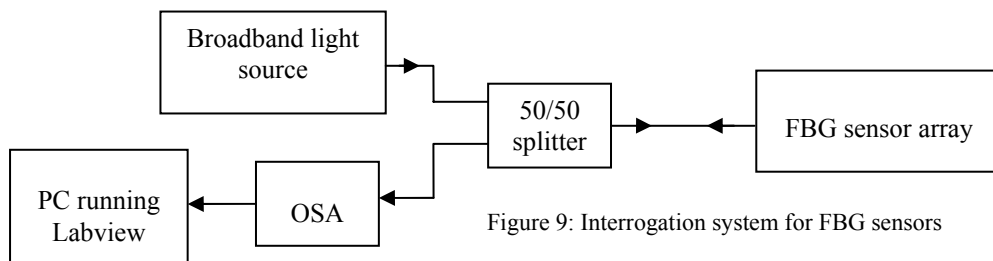 Broadband light
source
50/50
splitter
FBG sensor array
PC running
Labview
OSA
Figure 9: Interrogation system for FBG sensors